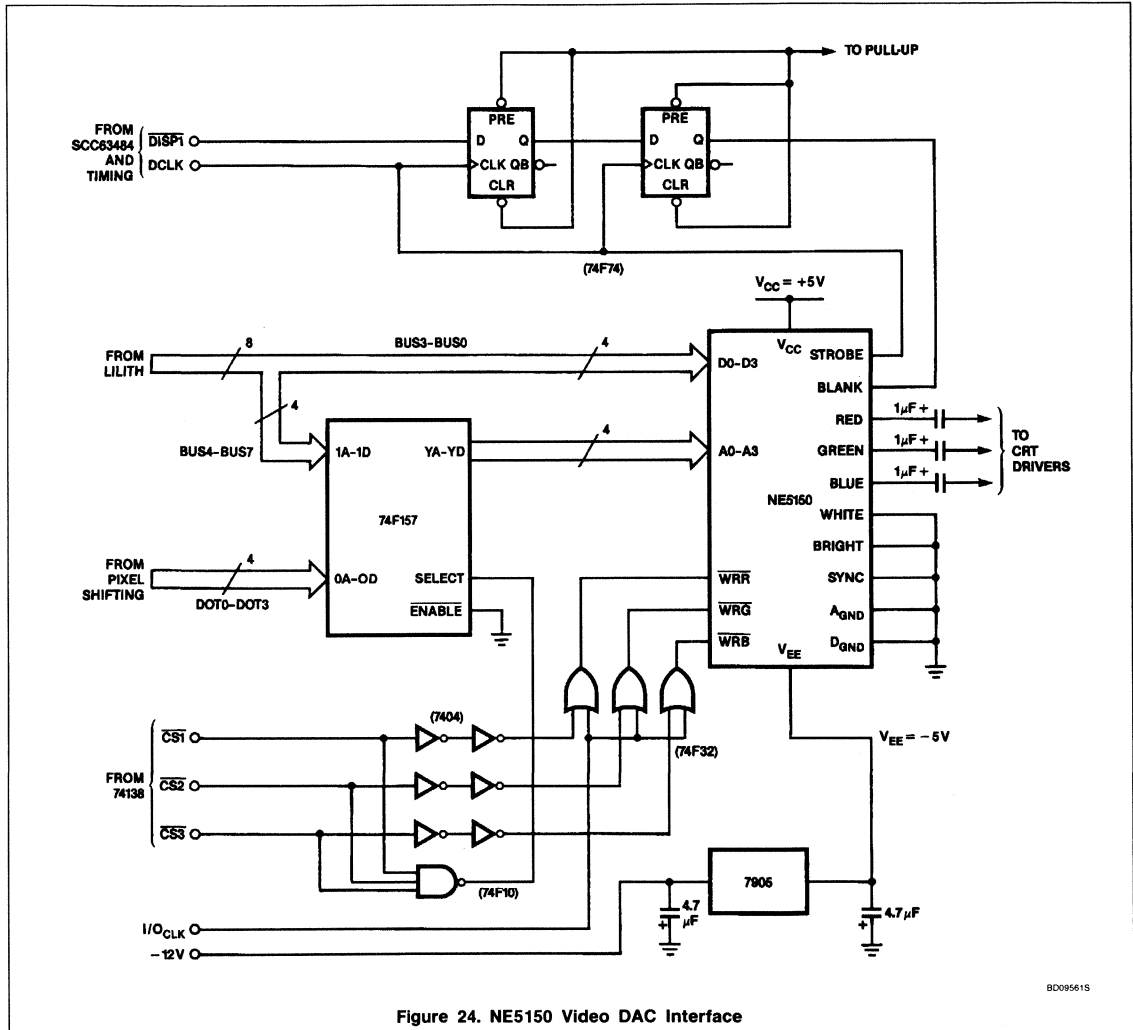 TO PULL-UP
FROM
SCC63484
AND
TIMING
DISP1
DCLK
PRE
D Q
CLK QB
CLR
PRE
D Q
CLK QB
CLR
(74F74)
VCC = +5V
FROM
LILITH
8
BUS3-BUS0
4
4
BUS4-BUS7
1A-1D YA-YD
4
74F157
FROM
PIXEL
SHIFTING
4
DOT0-DOT3
0A-OD
SELECT
ENABLE
VCC
STROBE
D0-D3
BLANK
RED
A0-A3
GREEN
BLUE
NE5150
WHITE
BRIGHT
WRR
SYNC
WRG
AGND
WRB
DGND
VEE
1µF +
1µF +
1µF +
TO
CRT
DRIVERS
FROM
74138
CS1
CS2
CS3
(7404)
(74F32)
(74F10)
VEE = −5V
7905
4.7
µF
+
4.7µF
+
I/OCLK
−12V
BD09561S
Figure 24. NE5150 Video DAC Interface